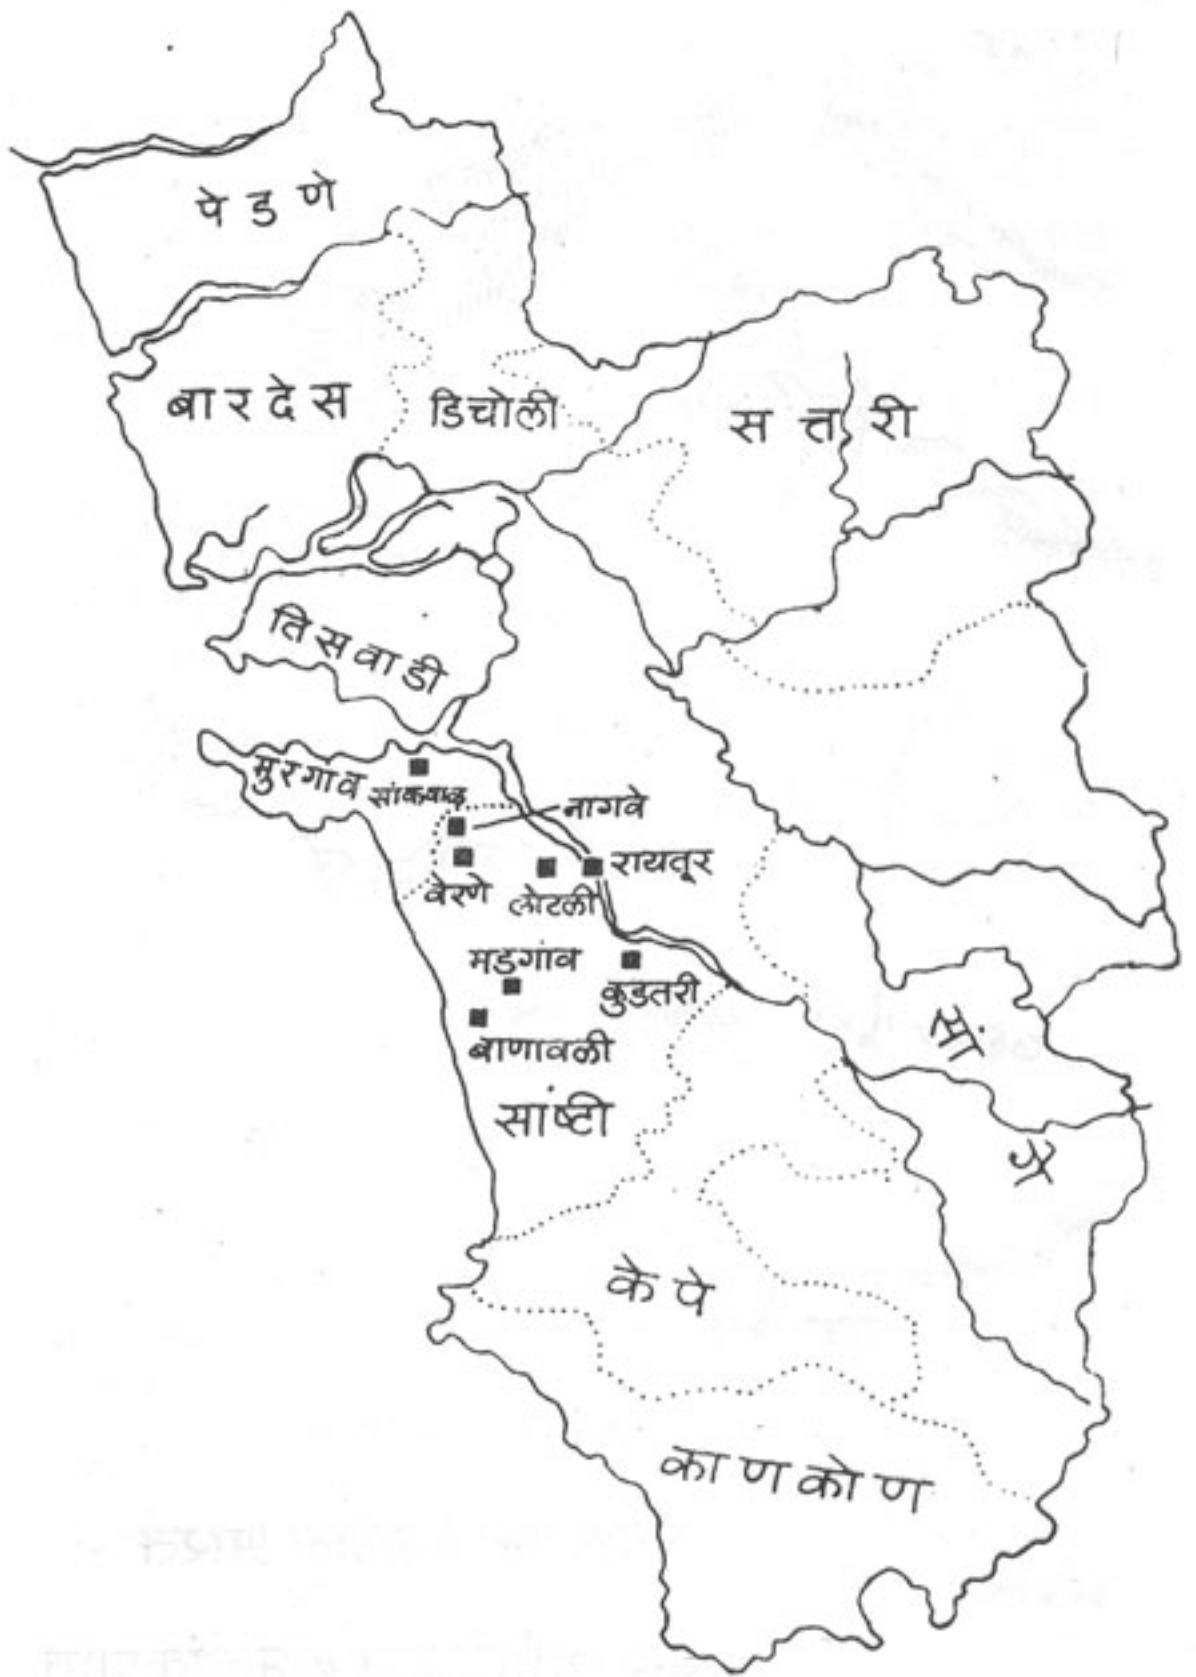 पेडणे
बारदेस
डिचोली
सत्तरी
तिसवाडी
मुरगांव
सांकवाळ
नागवे
रायतूर
वेरणे
लोटली
मडगांव
कुडतरी
बाणावली
सांष्टी
सांगे
केपे
काणकोण